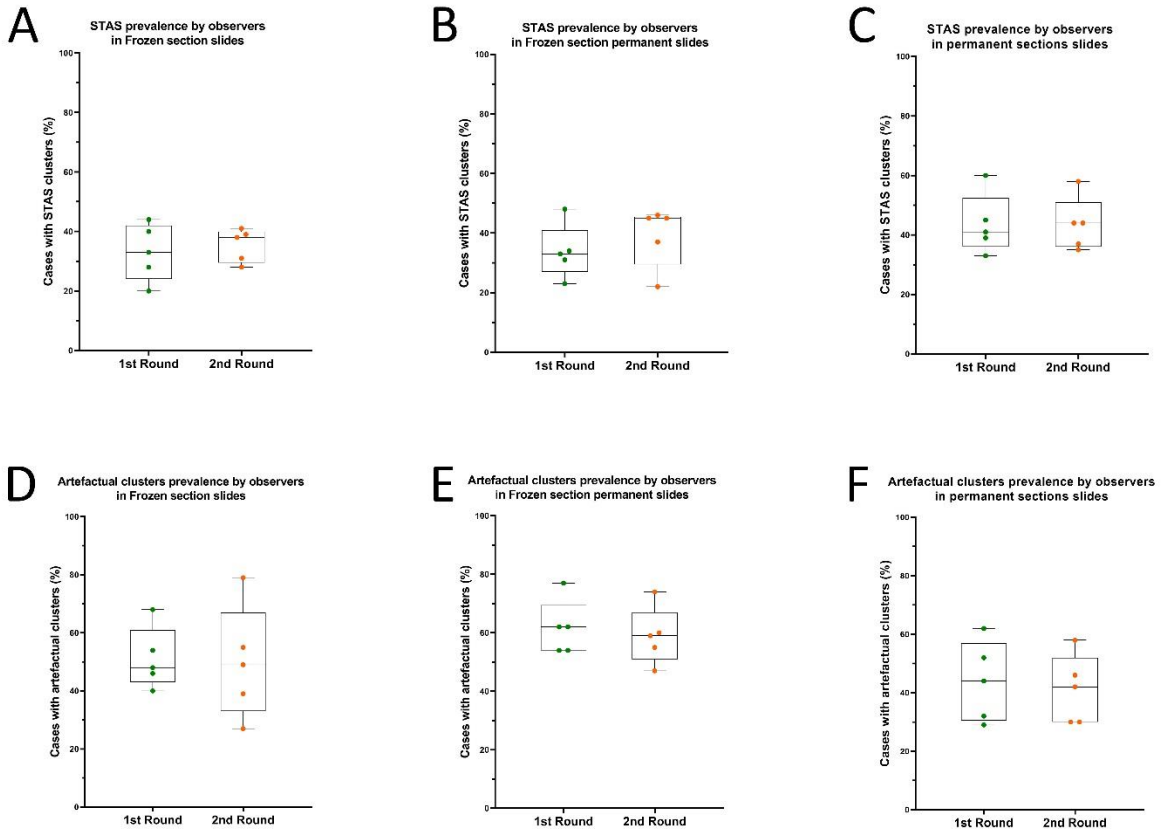 A
STAS prevalence by observers
in Frozen section slides
Cases with STAS clusters (%)
100
80
60
40
20
0
1st Round 2nd Round
B
STAS prevalence by observers
in Frozen section permanent slides
Cases with STAS clusters (%)
100
80
60
40
20
0
1st Round 2nd Round
C
STAS prevalence by observers
in permanent sections slides
Cases with STAS clusters (%)
100
80
60
40
20
0
1st Round 2nd Round
D
Artefactual clusters prevalence by observers
in Frozen section slides
Cases with artefactual clusters (%)
100
80
60
40
20
0
1st Round 2nd Round
E
Artefactual clusters prevalence by observers
in Frozen section permanent slides
Cases with artefactual clusters (%)
100
80
60
40
20
0
1st Round 2nd Round
F
Artefactual clusters prevalence by observers
in permanent sections slides
Cases with artefactual clusters (%)
100
80
60
40
20
0
1st Round 2nd Round